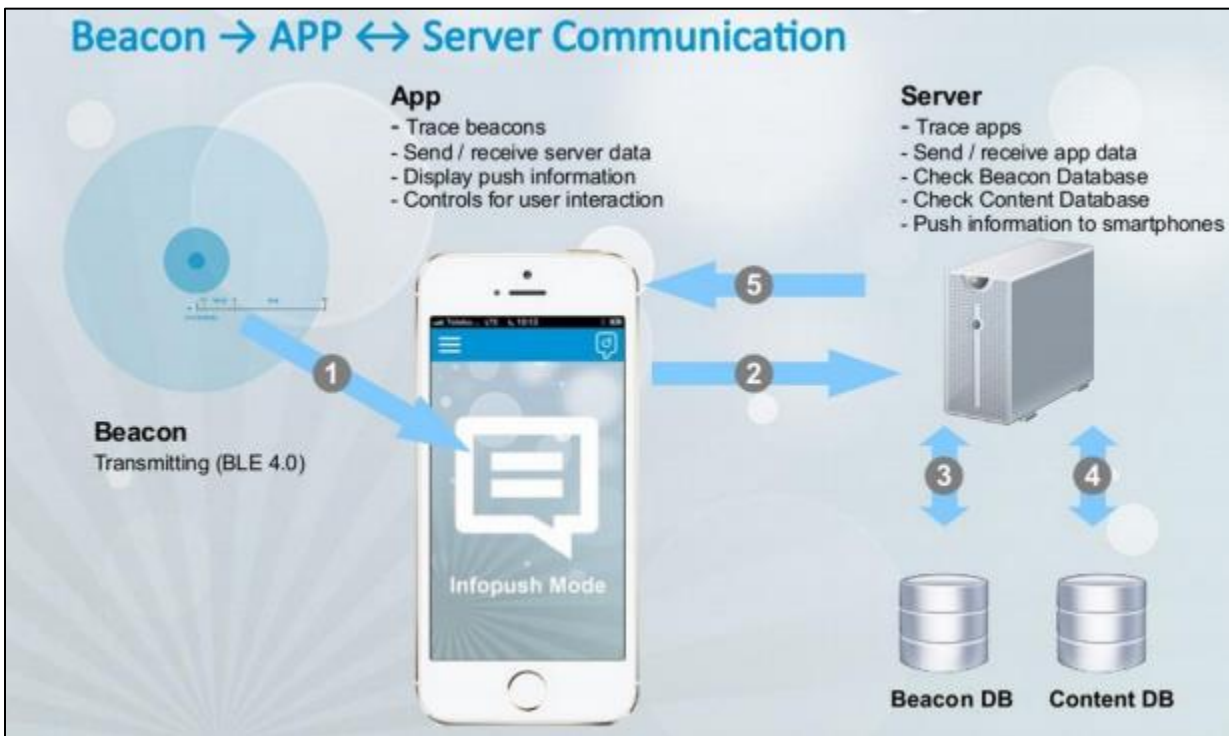 Beacon → APP ↔ Server Communication
App
- Trace beacons
- Send / receive server data
- Display push information
- Controls for user interaction
Server
- Trace apps
- Send / receive app data
- Check Beacon Database
- Check Content Database
- Push information to smartphones
5
1
2
Beacon
Transmitting (BLE 4.0)
3
4
Infopush Mode
Beacon DB
Content DB